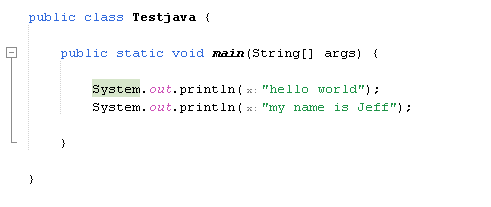 public class Testjava {
public static void main(String[] args) {
System.out.println( x: "hello world");
System.out.println( x: "my name is Jeff");
}
}